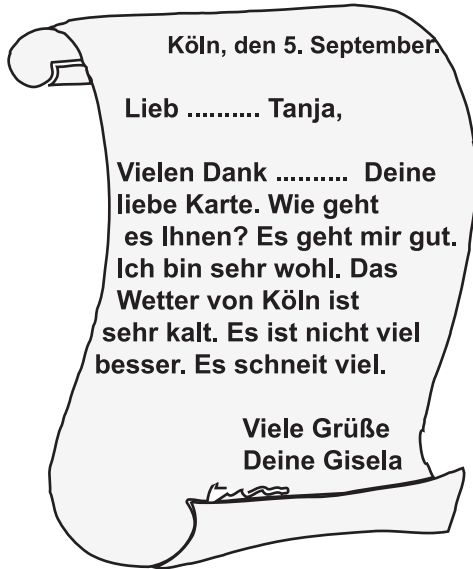 Köln, den 5. September.
Lieb .......... Tanja,
Vielen Dank .......... Deine
liebe Karte. Wie geht
es Ihnen? Es geht mir gut.
Ich bin sehr wohl. Das
Wetter von Köln ist
sehr kalt. Es ist nicht viel
besser. Es schneit viel.
Viele Grüße
Deine Gisela